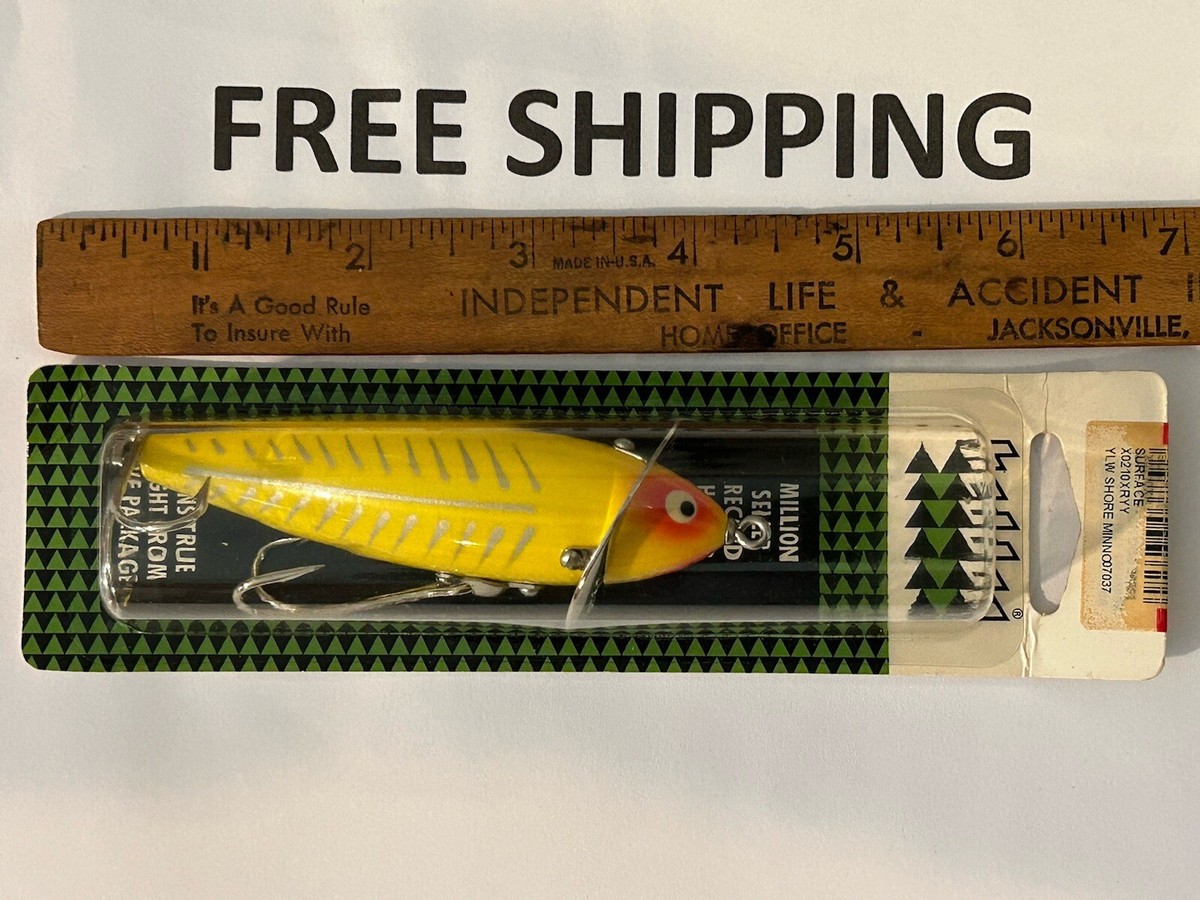 FREE SHIPPING
1 2 3 4 5 6 7
MADE IN U.S.A.
It's A Good Rule
To Insure With
INDEPENDENT LIFE & ACCIDENT
HOME OFFICE - JACKSONVILLE,
MILLION
SURFACE
X0210XRYY
YLW SHORE MINNO07037
®